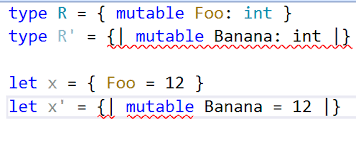 type R = { mutable Foo: int }
type R' = {| mutable Banana: int |}
let x = { Foo = 12 }
let x' = {| mutable Banana = 12 |}